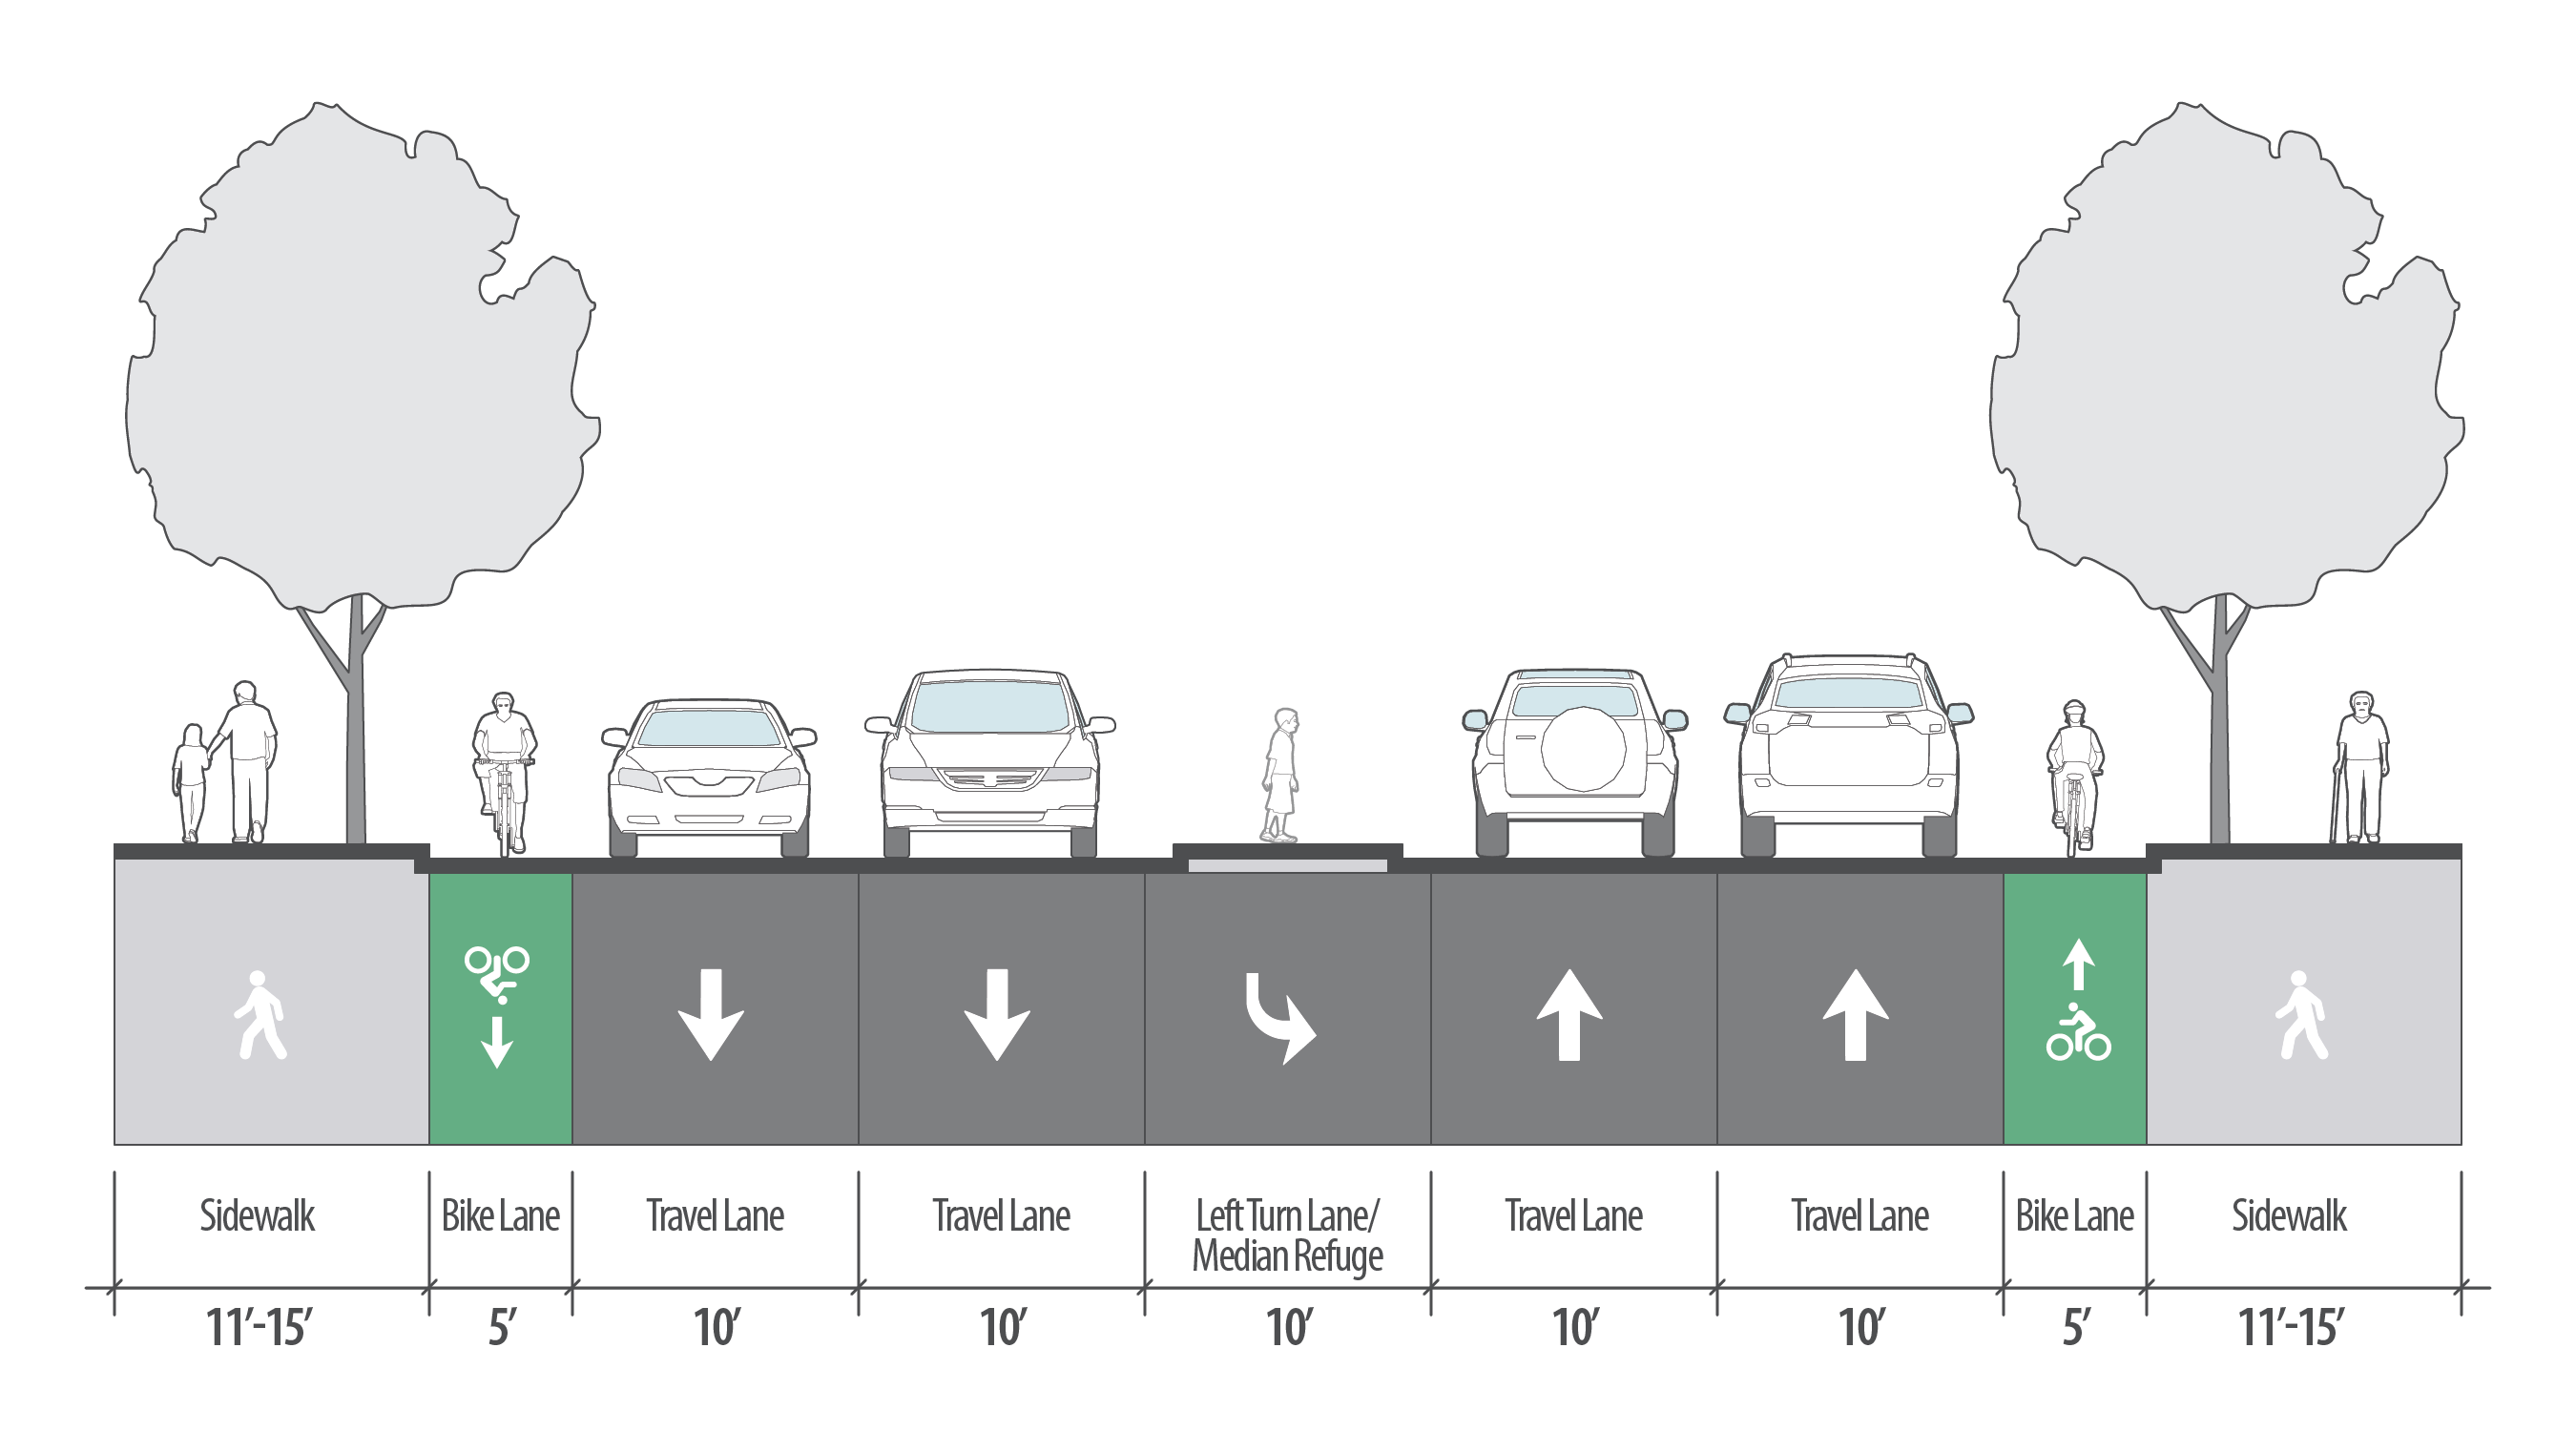 Sidewalk
Bike Lane
Travel Lane
Travel Lane
Left Turn Lane/
Median Refuge
Travel Lane
Travel Lane
Bike Lane
Sidewalk
11’-15’
5’
10’
10’
10’
10’
10’
5’
11’-15’